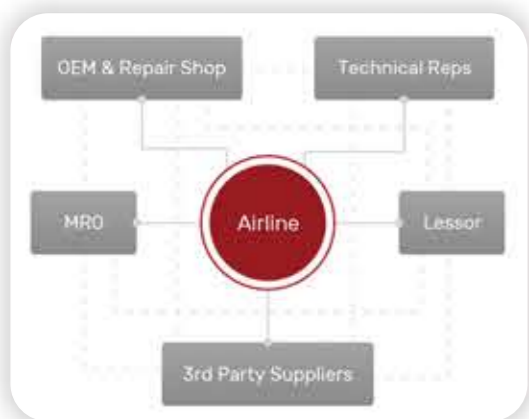 OEM & Repair Shop
Technical Reps
MRO
Airline
Lessor
3rd Party Suppliers